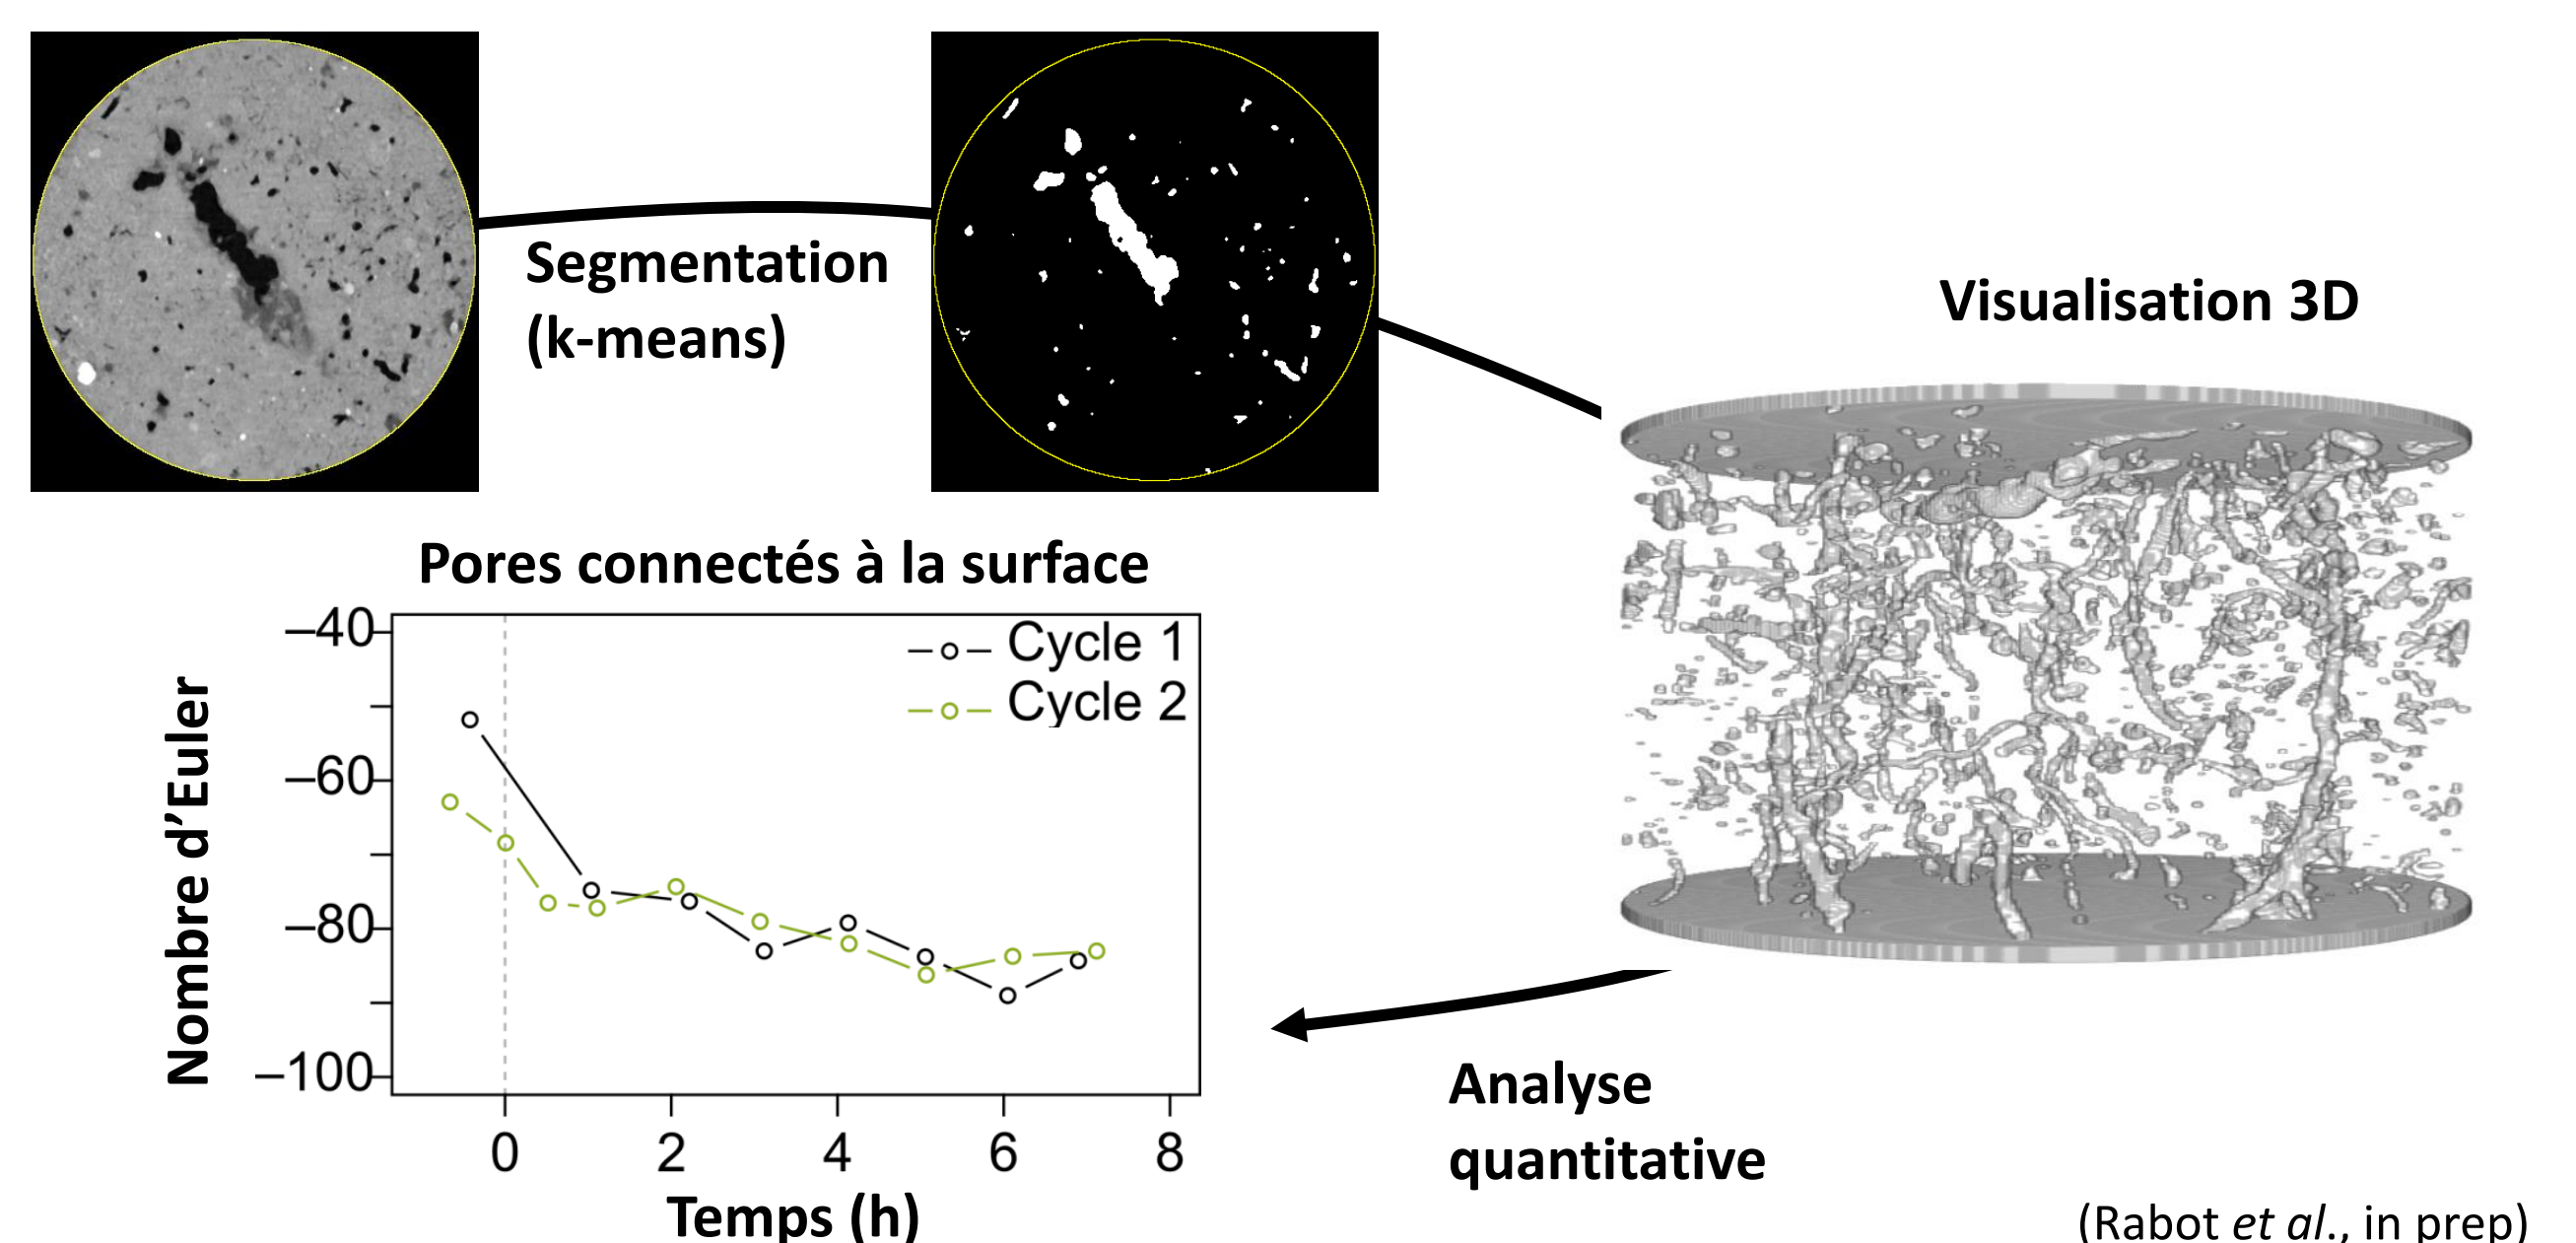 Segmentation
(k-means)
Visualisation 3D
Pores connectés à la surface
Cycle 1
Cycle 2
Nombre d’Euler
–40
–60
–80
–100
0 2 4 6 8
Temps (h)
Analyse
quantitative
(Rabot et al., in prep)